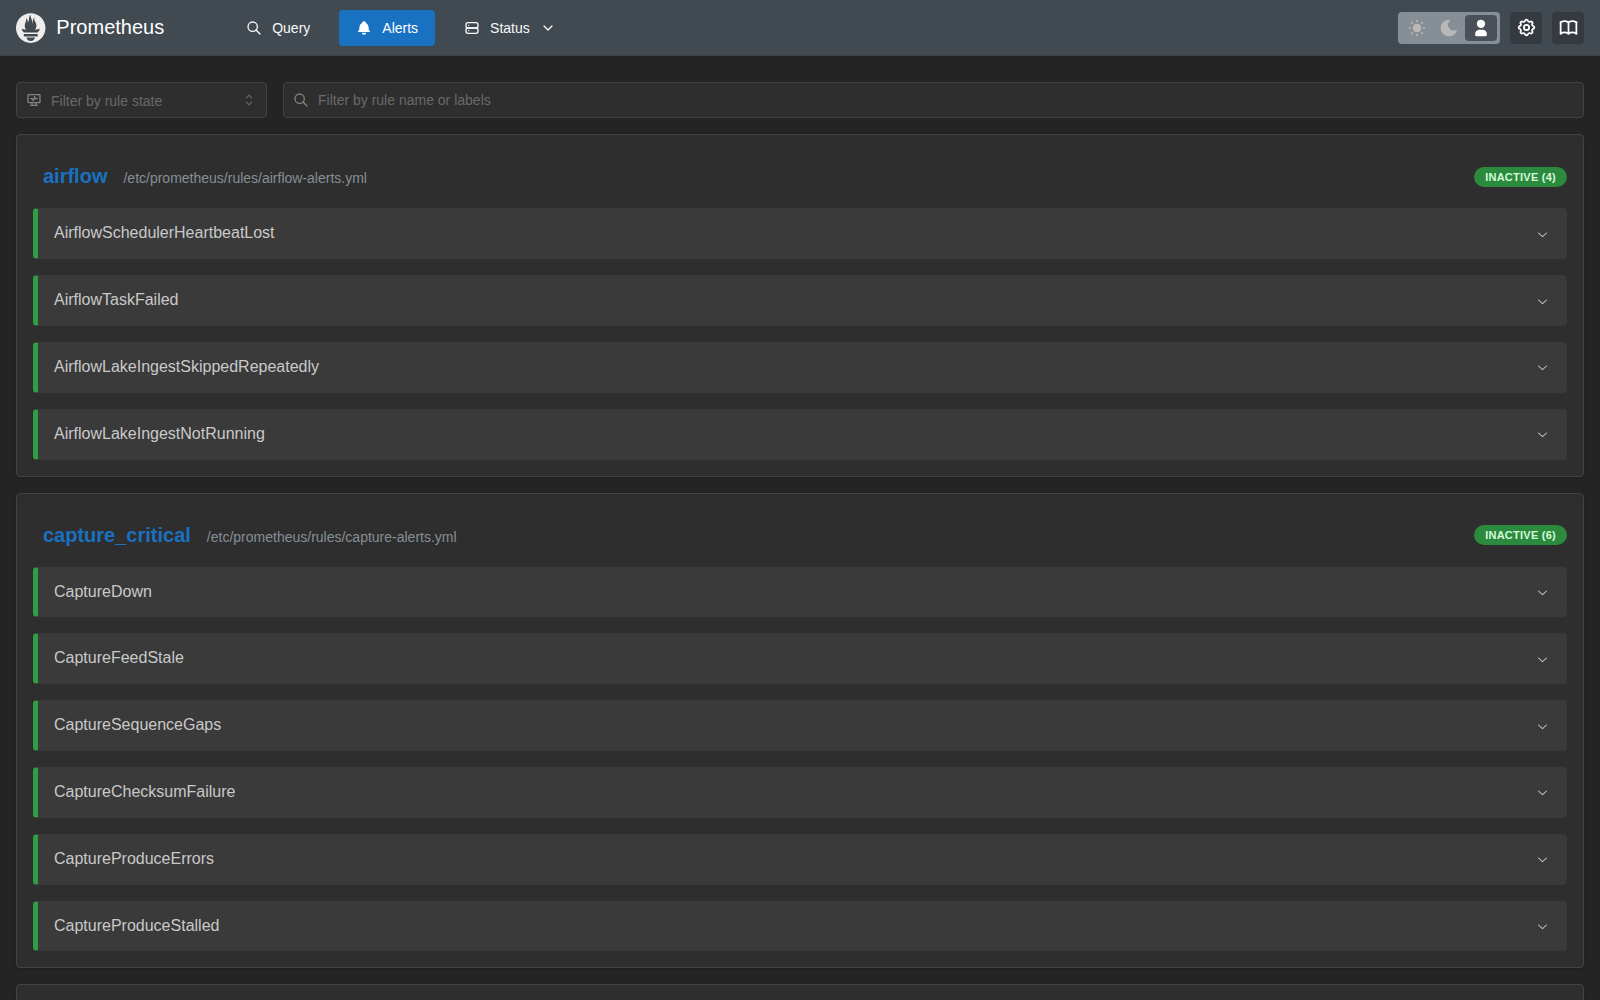 Prometheus
Query
Alerts
Status
Filter by rule state
Filter by rule name or labels
airflow /etc/prometheus/rules/airflow-alerts.yml INACTIVE (4)
AirflowSchedulerHeartbeatLost
AirflowTaskFailed
AirflowLakeIngestSkippedRepeatedly
AirflowLakeIngestNotRunning
capture_critical /etc/prometheus/rules/capture-alerts.yml INACTIVE (6)
CaptureDown
CaptureFeedStale
CaptureSequenceGaps
CaptureChecksumFailure
CaptureProduceErrors
CaptureProduceStalled